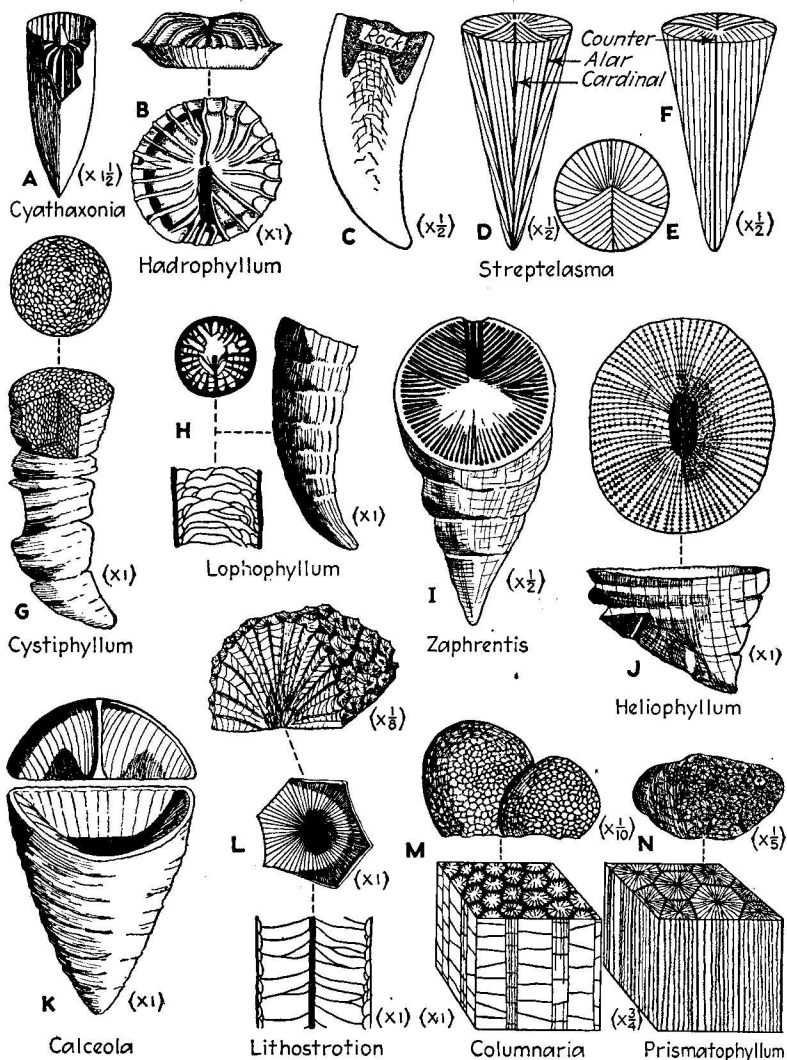 A
(x1½)
Cyathaxonia
B
(x1)
Hadrophyllum
Rock
C
(x½)
D
(x½)
E
Streptelasma
Counter
Alar
Cardinal
F
(x½)
G
(x1)
Cystiphyllum
H
(x1)
Lophophyllum
I
(x½)
Zaphrentis
J
(x1)
Heliophyllum
K
(x1)
Calceola
L
(x1)
(x1)
Lithostrotion
M
(x1/10)
(x1)
Columnaria
N
(x1/5)
(x¾)
Prismatophyllum